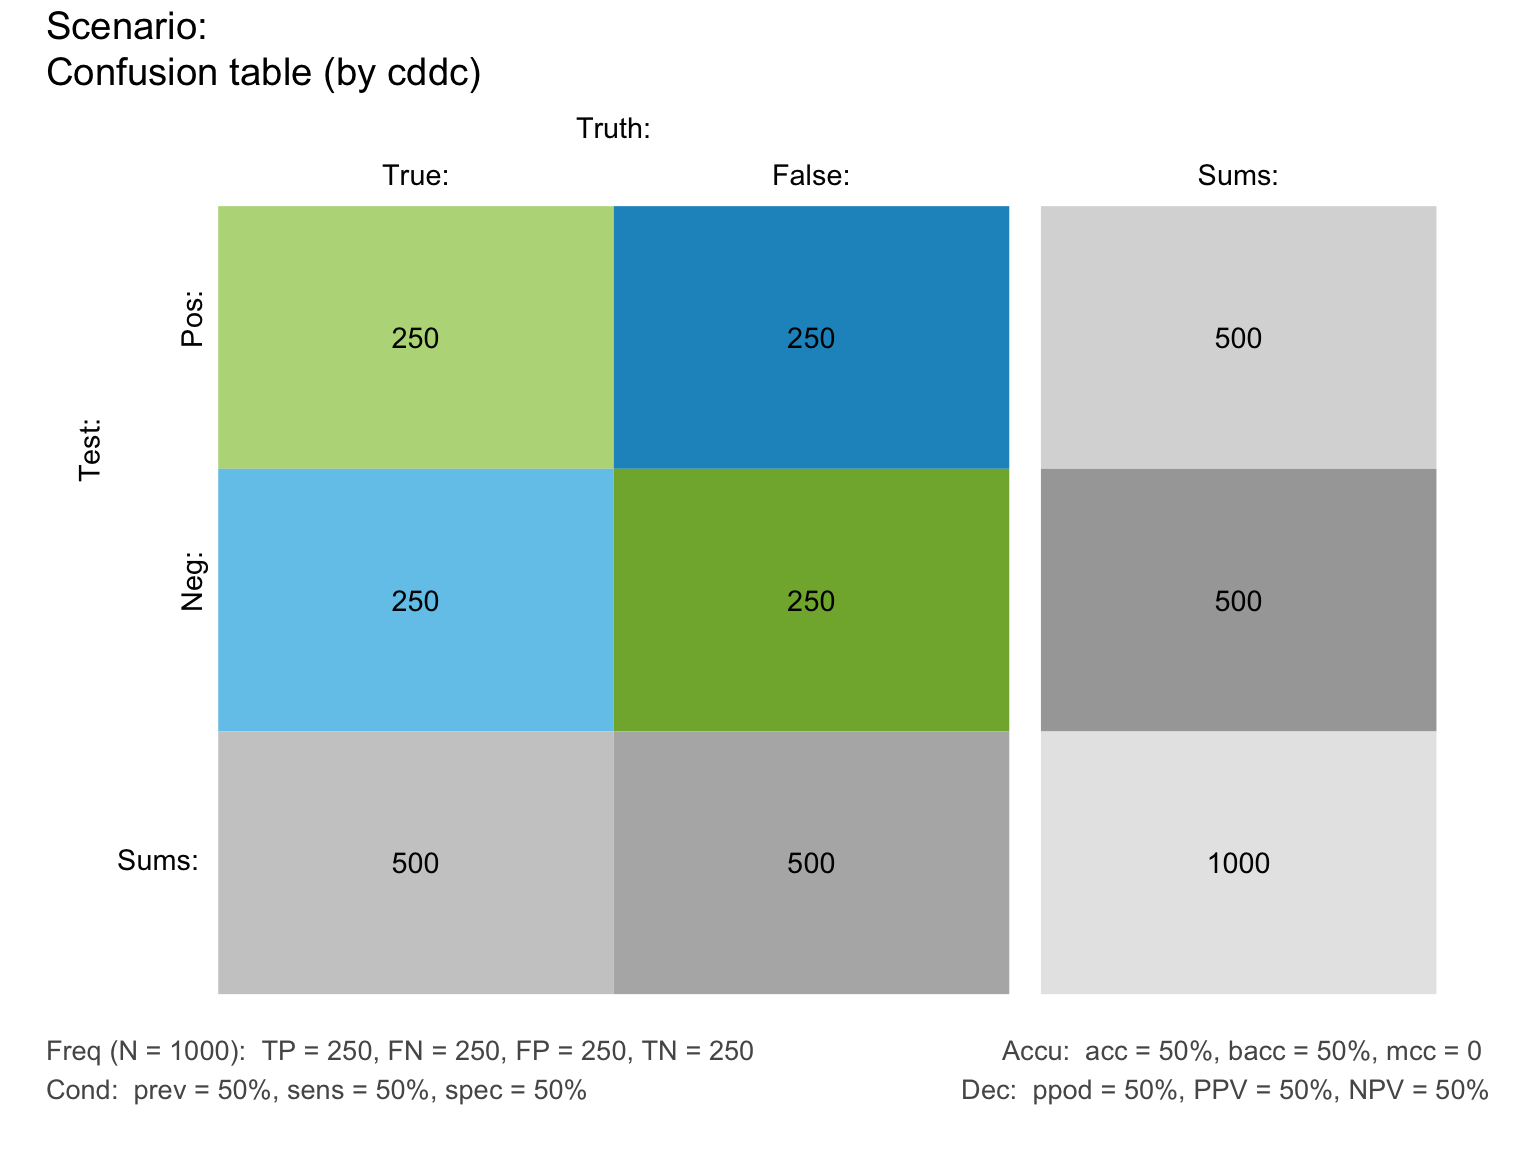 Scenario:
Confusion table (by cddc)
Truth:
True: False: Sums:
Pos: 250 250 500
Test:
Neg: 250 250 500
Sums: 500 500 1000
Freq (N = 1000): TP = 250, FN = 250, FP = 250, TN = 250 Accu: acc = 50%, bacc = 50%, mcc = 0
Cond: prev = 50%, sens = 50%, spec = 50% Dec: ppod = 50%, PPV = 50%, NPV = 50%